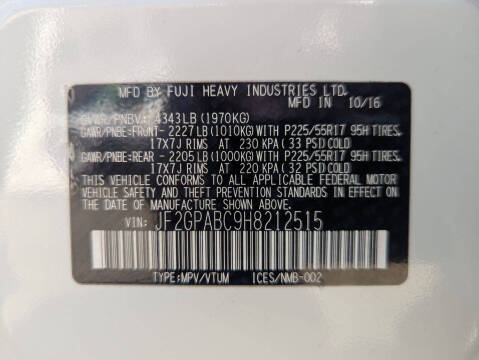 MFD BY FUJI HEAVY INDUSTRIES LTD.
MFD IN 10/16
GVWR/PNBV: 4343LB (1970KG)
GAWR/PNBE:FRONT- 2227LB(1010KG)WITH P225/55R17 95H TIRES.
17X7J RIMS AT 230 KPA (33 PSI)COLD
GAWR/PNBE:REAR - 2205LB(1000KG)WITH P225/55R17 95H TIRES.
17X7J RIMS AT 220 KPA (32 PSI)COLD
THIS VEHICLE CONFORMS TO ALL APPLICABLE FEDERAL MOTOR
VEHICLE SAFETY AND THEFT PREVENTION STANDARDS IN EFFECT ON THE
DATE OF MANUFACTURE SHOWN ABOVE.
VIN: JF2GPABC9H8212515
TYPE:MPV/VTUM ICES/NMB-002